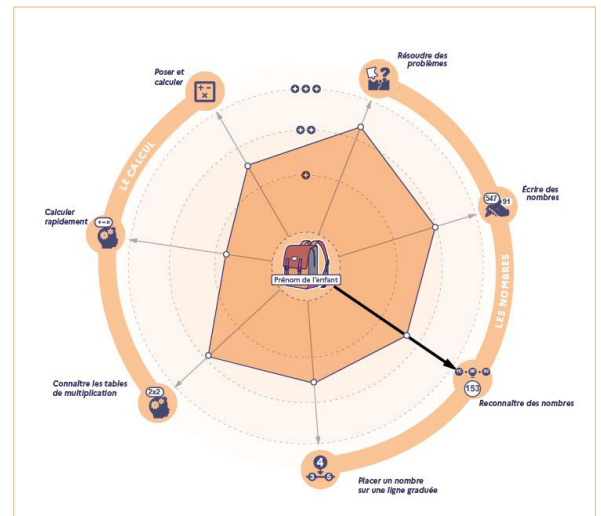 Résoudre des
problèmes
Poser et
calculer
+ -
x
?
+ + +
+ +
+
LE CALCUL
547
91
Écrire des
nombres
Calculer
rapidement
+-x
Prénom de l'enfant
LES NOMBRES
Connaître les tables
de multiplication
2x2
153
Reconnaître des nombres
4
3 5
Placer un nombre
sur une ligne graduée